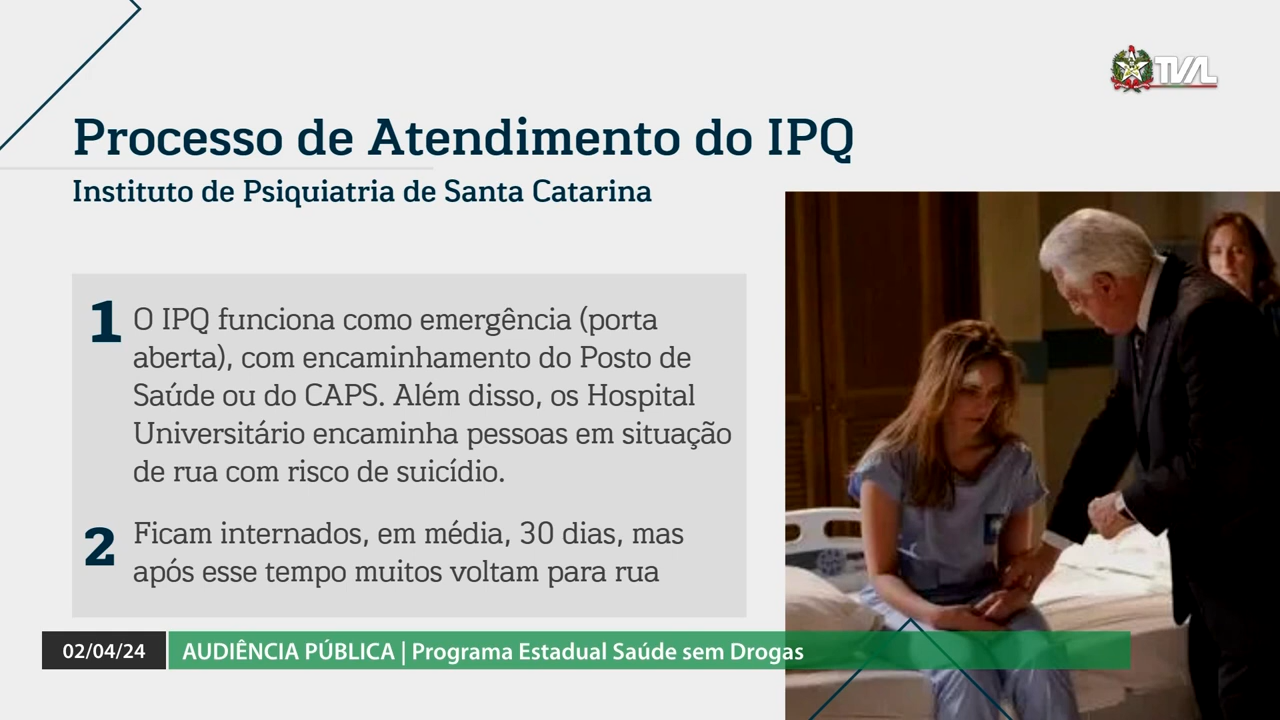 TVAL
Processo de Atendimento do IPQ
Instituto de Psiquiatria de Santa Catarina
1 O IPQ funciona como emergência (porta
aberta), com encaminhamento do Posto de
Saúde ou do CAPS. Além disso, os Hospital
Universitário encaminha pessoas em situação
de rua com risco de suicídio.
2 Ficam internados, em média, 30 dias, mas
após esse tempo muitos voltam para rua
02/04/24 AUDIÊNCIA PÚBLICA | Programa Estadual Saúde sem Drogas